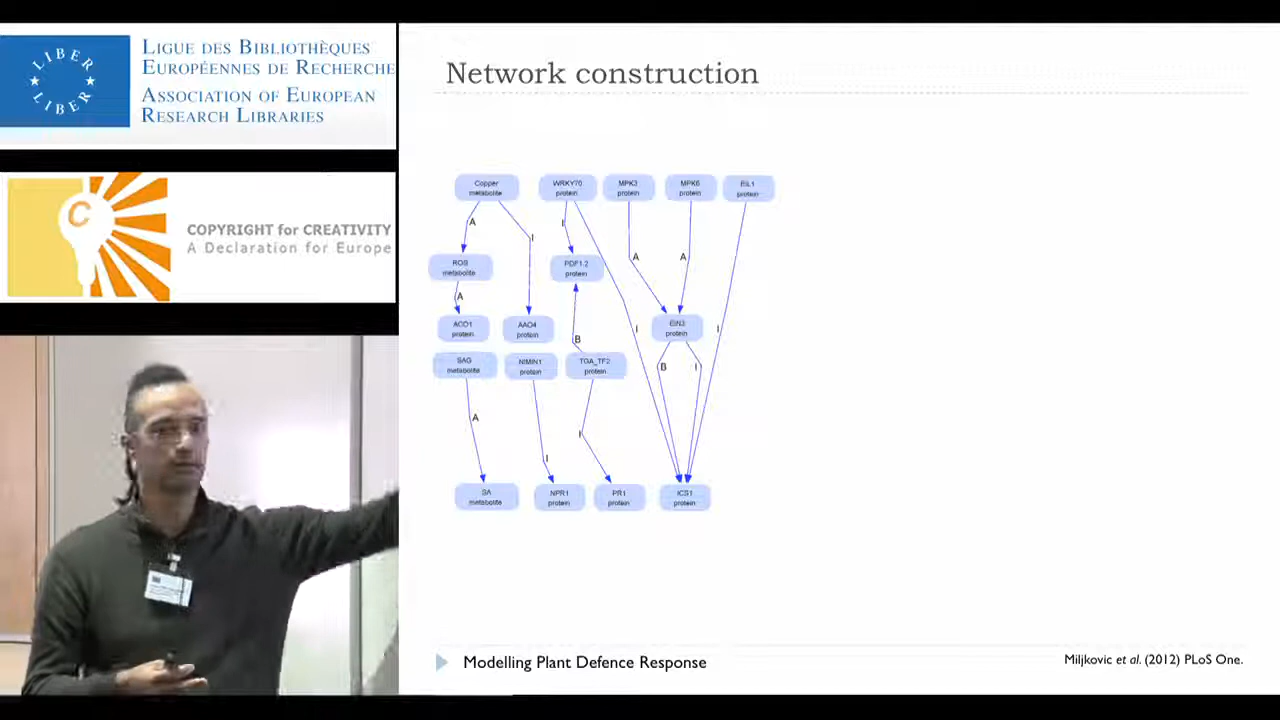 LIBER
LIBER
LIGUE DES BIBLIOTHÈQUES
EUROPÉENNES DE RECHERCHE
ASSOCIATION OF EUROPEAN
RESEARCH LIBRARIES
C
COPYRIGHT for CREATIVITY
A Declaration for Europe
Network construction
Copper
metabolite
WRKY70
protein
MPK3
protein
MPK6
protein
EIL1
protein
A
I
I
ROS
metabolite
PDF1.2
protein
A
A
A
ACO1
protein
AAO4
protein
EIN3
protein
I
I
B
SAG
metabolite
NIMIN1
protein
TGA_TF2
protein
B
I
A
I
I
SA
metabolite
NPR1
protein
PR1
protein
ICS1
protein
Modelling Plant Defence Response
Miljkovic et al. (2012) PLoS One.